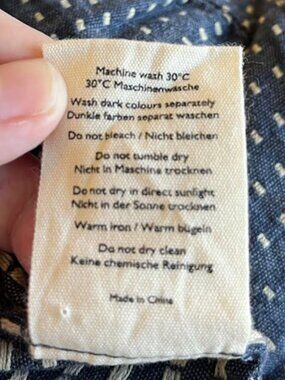 Machine wash 30°C
30°C Maschinenwäsche
Wash dark colours separately
Dunkle farben separat waschen
Do not bleach / Nicht bleichen
Do not tumble dry
Nicht in Maschina trocknen
Do not dry in direct sunlight
Nicht in der Sonne trocknen
Warm iron / Warm bügeln
Do not dry clean
Keine chemische Reinigung
Made in China